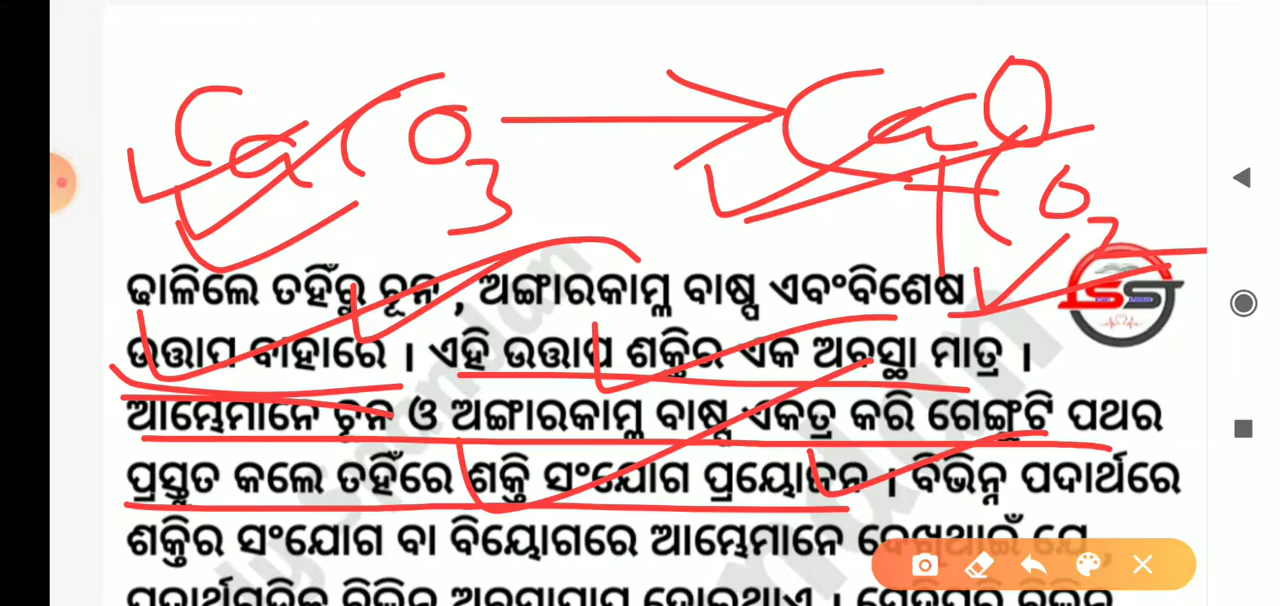 CaCO3 → CaO + CO2
ଢାଳିଲେ ତହିଁରୁ ଚୂନ , ଅଙ୍ଗାରକାମ୍ଳ ବାଷ୍ପ ଏବଂବିଶେଷ
ଉତ୍ତାପ ବାହାରେ । ଏହି ଉତ୍ତାପ ଶକ୍ତିର ଏକ ଅବସ୍ଥା ମାତ୍ର ।
ଆମ୍ଭେମାନେ ଚୂନ ଓ ଅଙ୍ଗାରକାମ୍ଳ ବାଷ୍ପ ଏକତ୍ର କରି ଗେଙ୍ଗୁଟି ପଥର
ପ୍ରସ୍ତୁତ କଲେ ତହିଁରେ ଶକ୍ତି ସଂଯୋଗ ପ୍ରୟୋଜନ । ବିଭିନ୍ନ ପଦାର୍ଥରେ
ଶକ୍ତିର ସଂଯୋଗ ବା ବିୟୋଗରେ ଆମ୍ଭେମାନେ ଦେଖିଥାଇଁ ଯେ ,